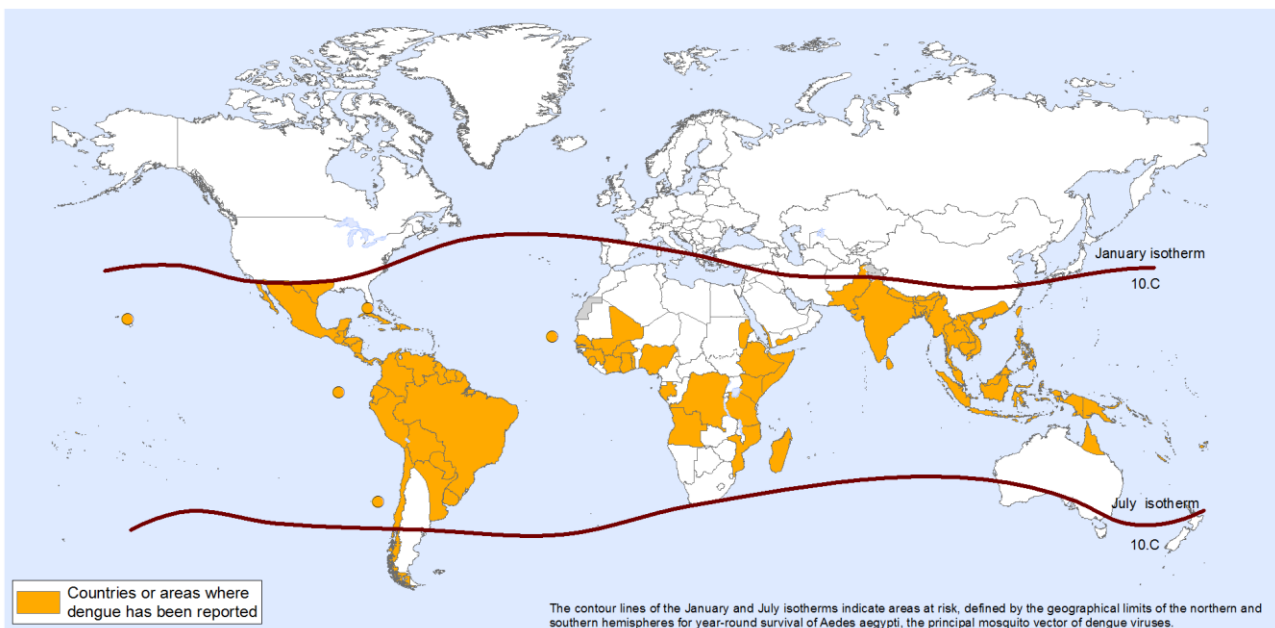 January isotherm
10.C
July isotherm
10.C
Countries or areas where
dengue has been reported
The contour lines of the January and July isotherms indicate areas at risk, defined by the geographical limits of the northern and
southern hemispheres for year-round survival of Aedes aegypti, the principal mosquito vector of dengue viruses.